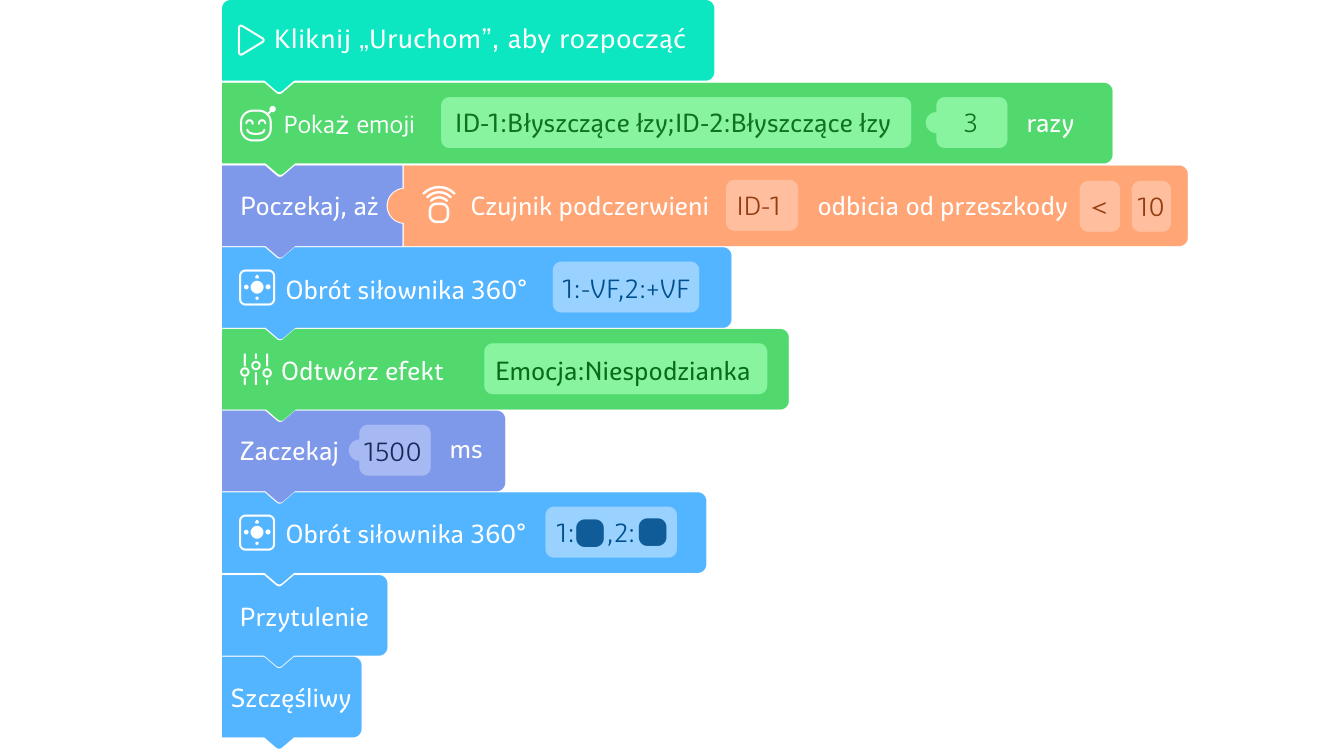 Kliknij „Uruchom”, aby rozpocząć
Pokaż emoji ID-1:Błyszczące łzy;ID-2:Błyszczące łzy 3 razy
Poczekaj, aż Czujnik podczerwieni ID-1 odbicia od przeszkody < 10
Obrót siłownika 360° 1:-VF,2:+VF
Odtwórz efekt Emocja:Niespodzianka
Zaczekaj 1500 ms
Obrót siłownika 360° 1: ,2:
Przytulenie
Szczęśliwy